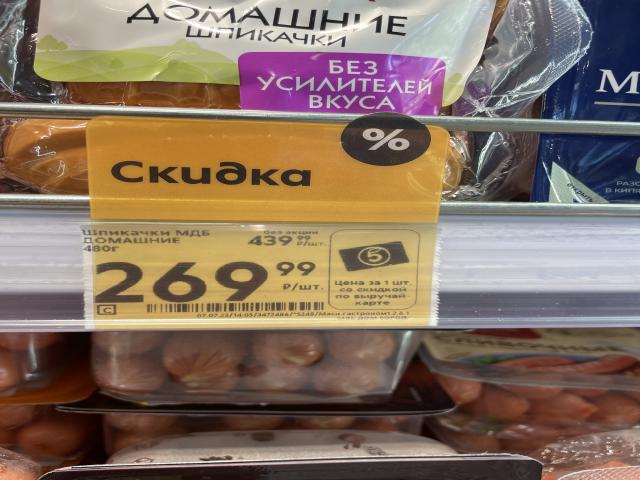 ДОМАШНИЕ
ШПИКАЧКИ
БЕЗ
УСИЛИТЕЛЕЙ
ВКУСА
%
Скидка
ШПИКАЧКИ МДБ
ДОМАШНИЕ
480г
без акции
439 99
₽/шт.
269 99
₽/шт.
5
Цена за 1 шт.
со скидкой
по выручай-
карте
С